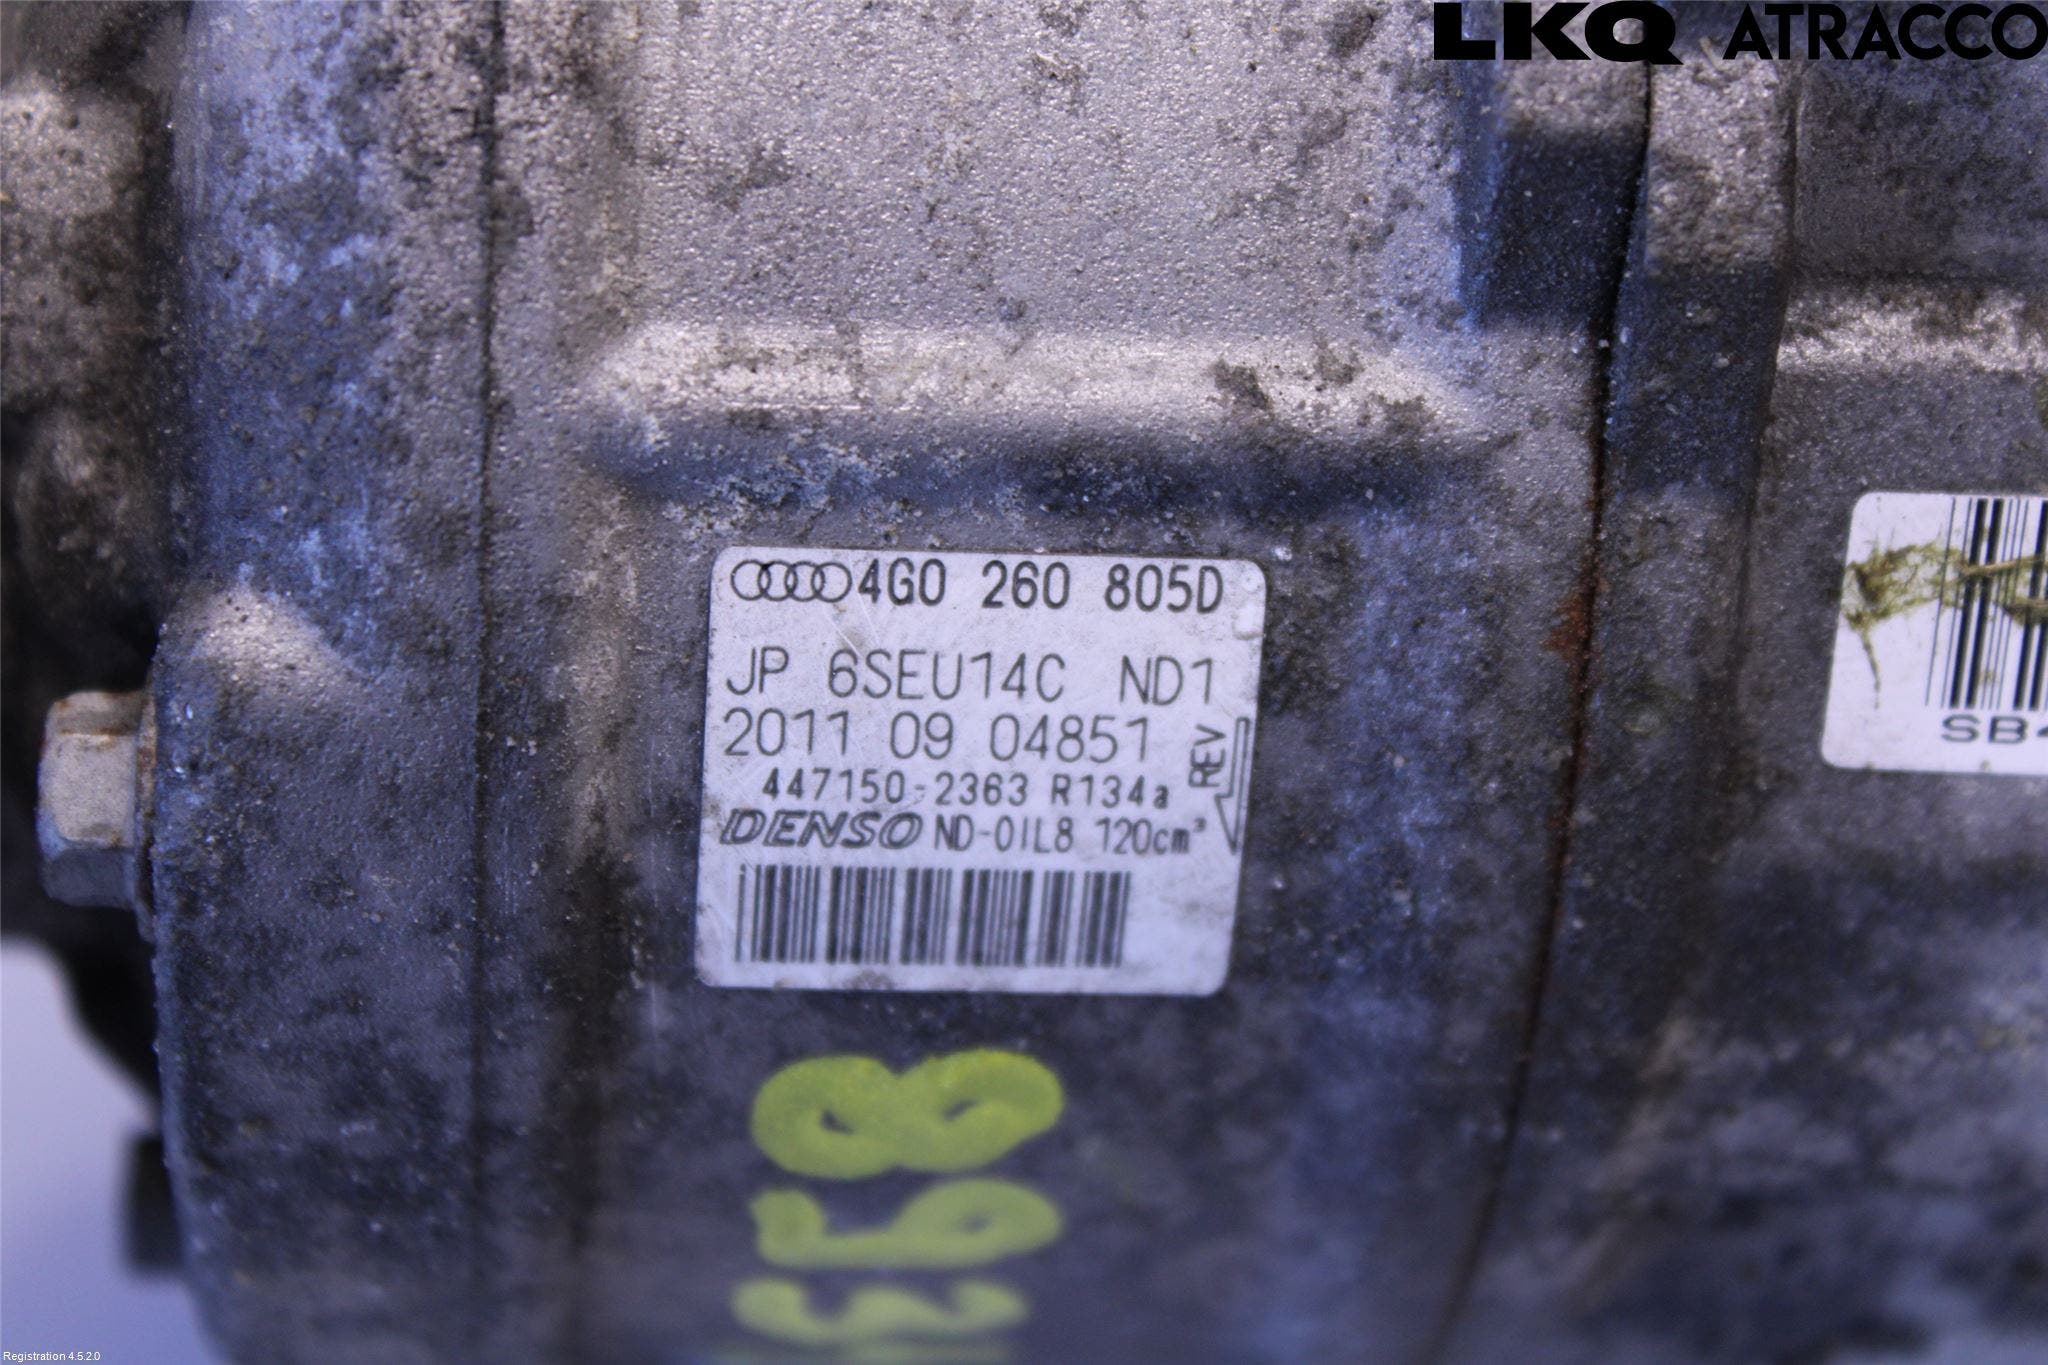 LKQ ATRACCO
4G0 260 805D
JP 6SEU14C ND1
2011 09 04851
REV
447150-2363 R134a
DENSO ND-OIL8 120cm³
SB
Registration 4.5.2.0